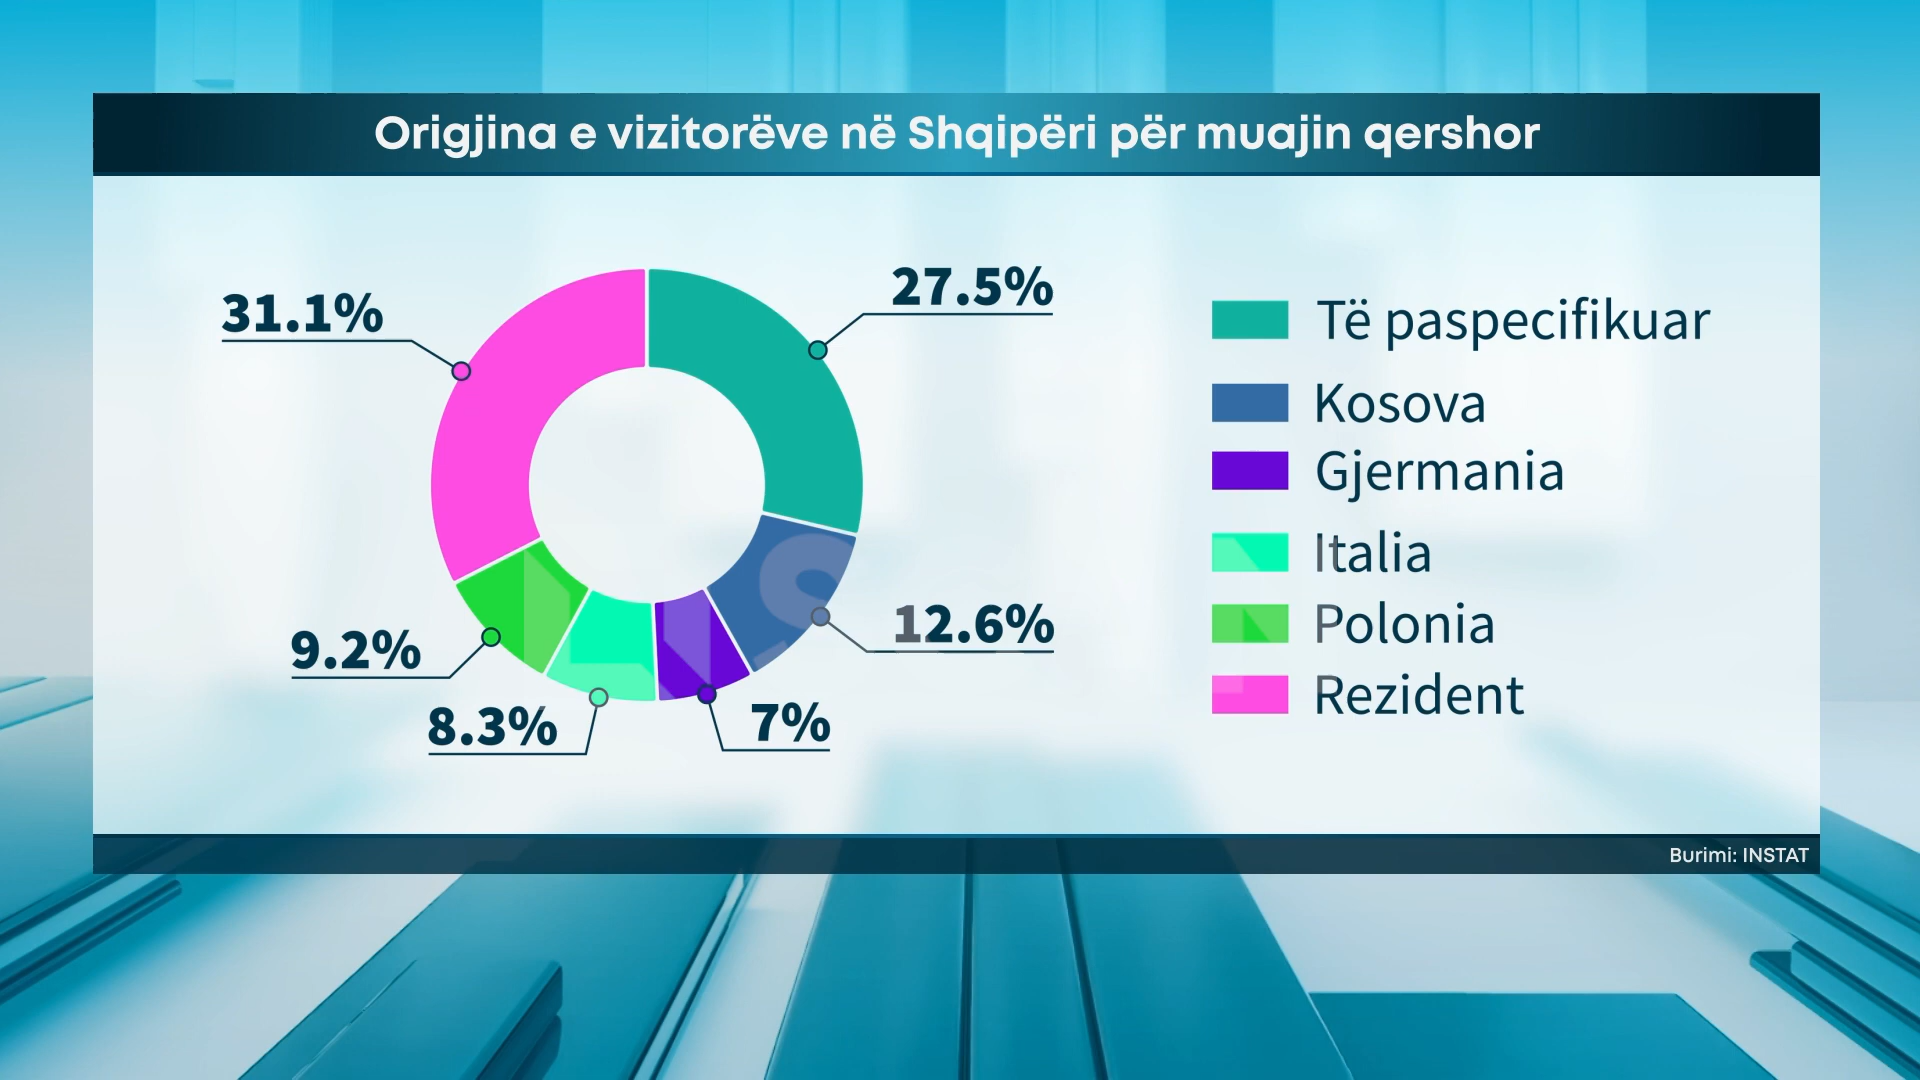 Origjina e vizitorëve në Shqipëri për muajin qershor
31.1%
27.5%
12.6%
9.2%
8.3%
7%
Të paspecifikuar
Kosova
Gjermania
Italia
Polonia
Rezident
Burimi: INSTAT